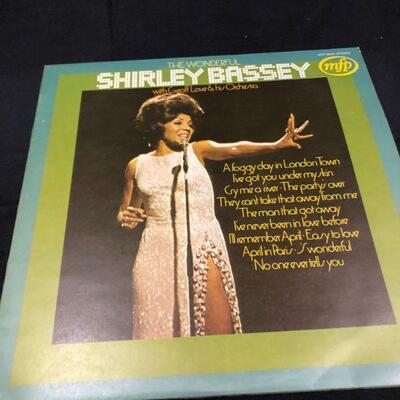 THE WONDERFUL
SHIRLEY BASSEY
with Geoff Love & his Orchestra
mfp
A foggy day in London Town
I've got you under my skin
Cry me a river · The party's over
They can't take that away from me
The man that got away
I've never been in love before
I'll remember April · Easy to love
April in Paris · 'S wonderful
No one ever tells you